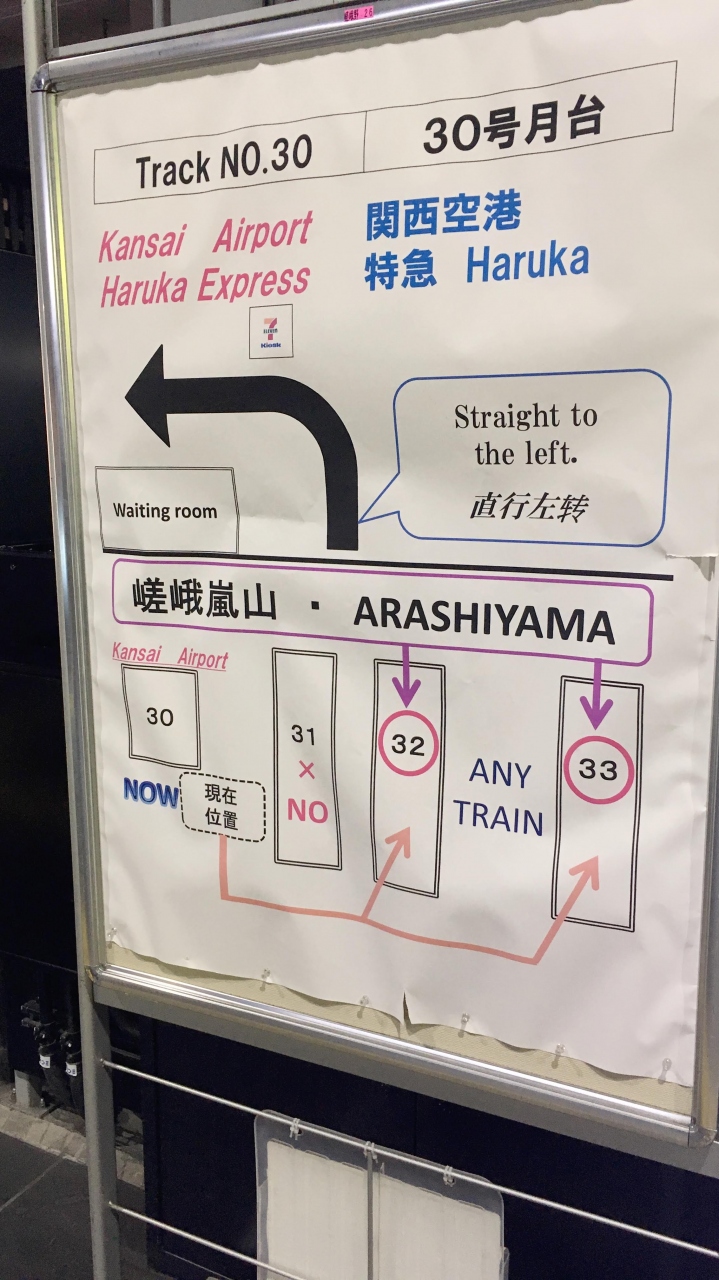 Track NO.30
30号月台
Kansai Airport
Haruka Express
関西空港
特急 Haruka
7
ELEVEN
Kiosk
Straight to
the left.
直行左转
Waiting room
嵯峨嵐山 ・ ARASHIYAMA
Kansai Airport
30
31
×
NO
32
ANY
TRAIN
33
NOW
現在
位置